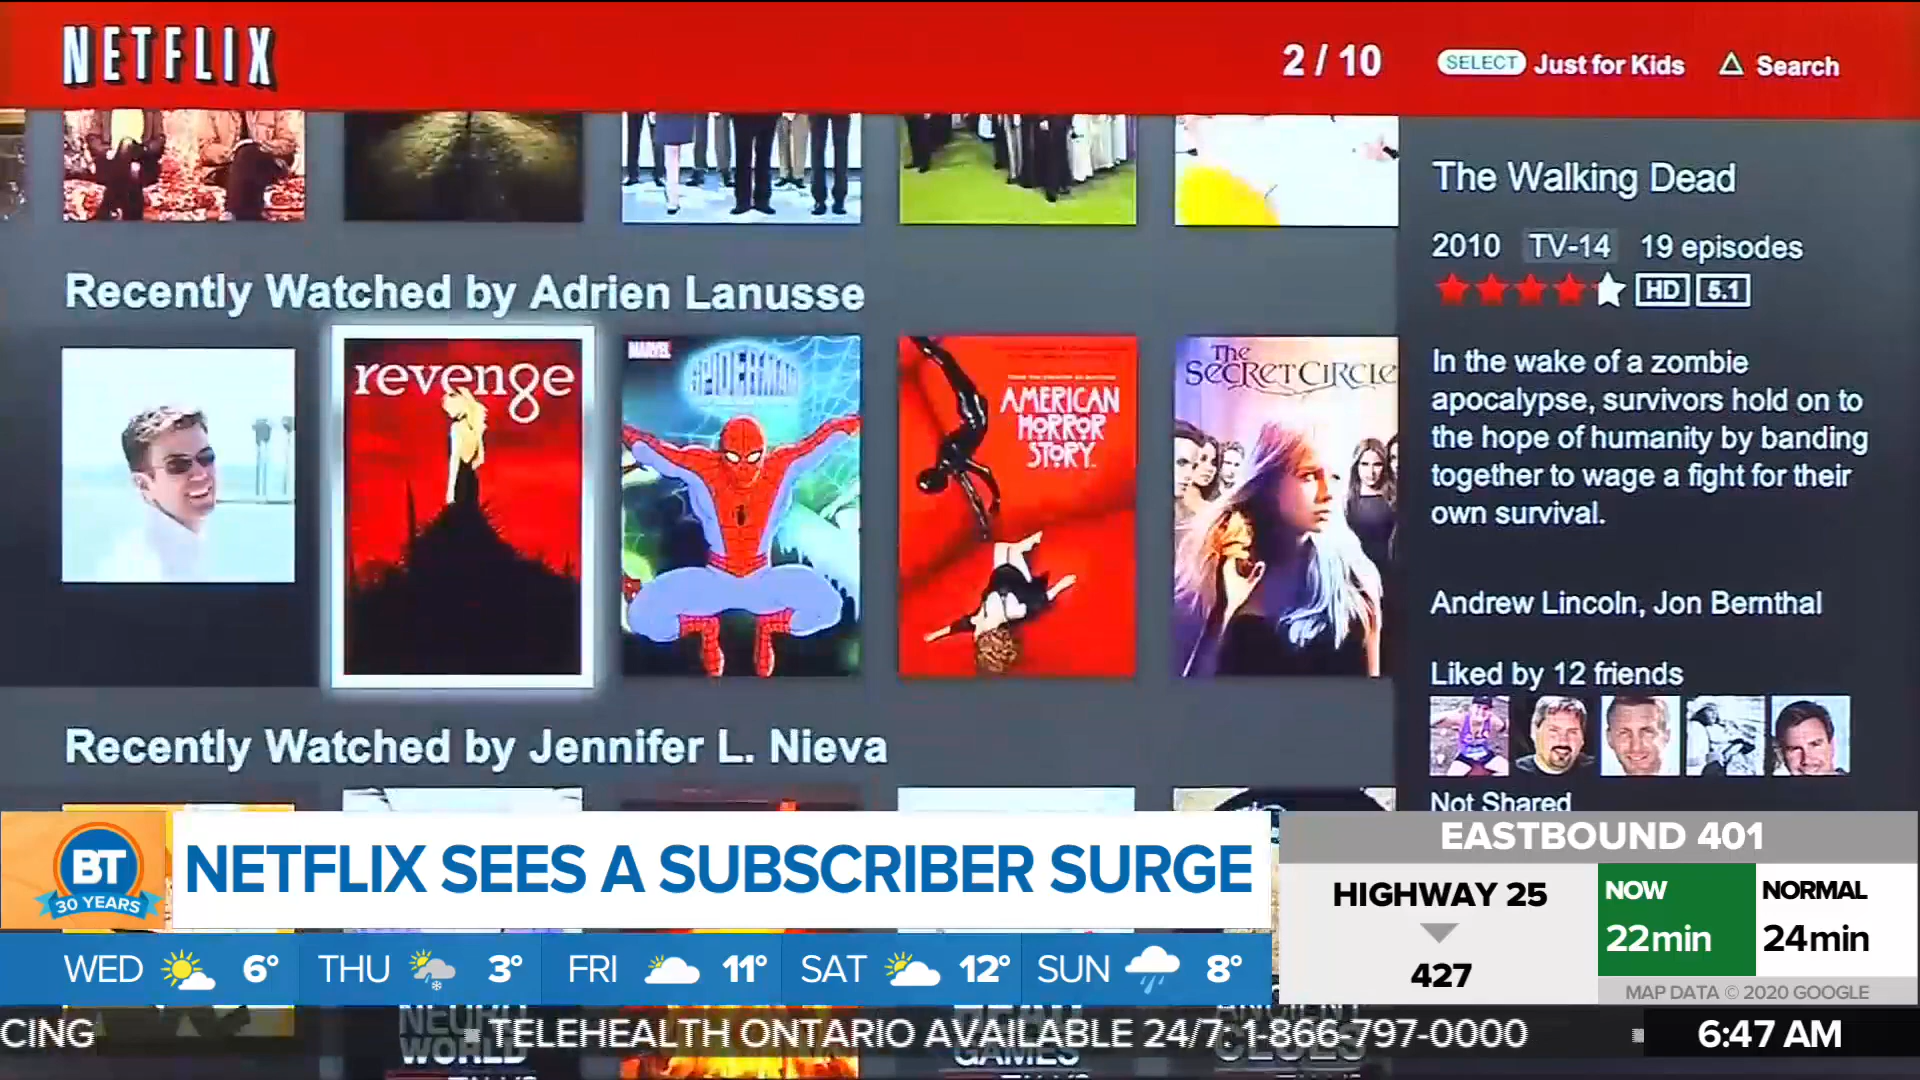 NETFLIX
2 / 10
SELECT Just for Kids
Search
The Walking Dead
2010 TV-14 19 episodes
HD 5.1
In the wake of a zombie
apocalypse, survivors hold on to
the hope of humanity by banding
together to wage a fight for their
own survival.
Andrew Lincoln, Jon Bernthal
Liked by 12 friends
Not Shared
Recently Watched by Adrien Lanusse
revenge
MARVEL
SPIDERMAN
AMERICAN
HORROR
STORY
The
SECRET CIRCLE
Recently Watched by Jennifer L. Nieva
BT
30 YEARS
NETFLIX SEES A SUBSCRIBER SURGE
EASTBOUND 401
HIGHWAY 25
427
NOW
22min
NORMAL
24min
MAP DATA © 2020 GOOGLE
WED 6° THU 3° FRI 11° SAT 12° SUN 8°
CING TELEHEALTH ONTARIO AVAILABLE 24/7: 1-866-797-0000
6:47 AM
WORLD
GAMES